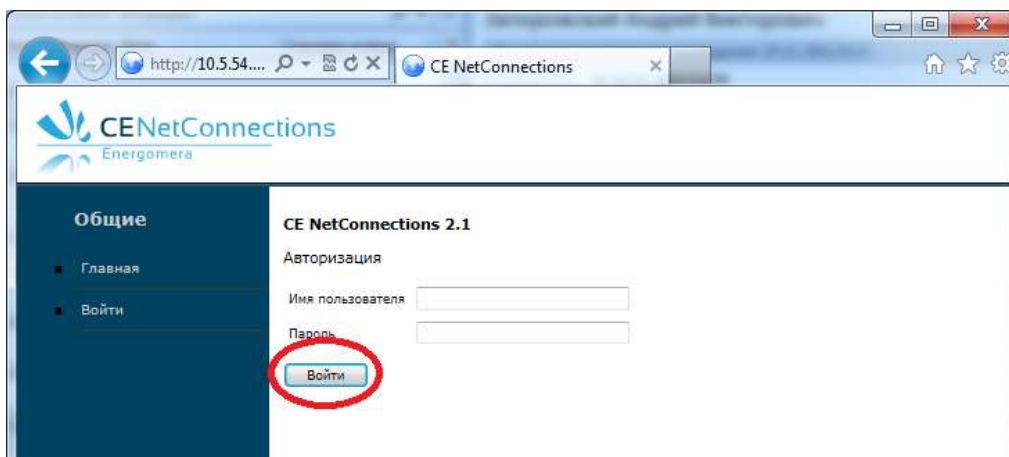 http://10.5.54....
CE NetConnections
CENetConnections
Energomera
Общие
Главная
Войти
CE NetConnections 2.1
Авторизация
Имя пользователя
Пароль
Войти